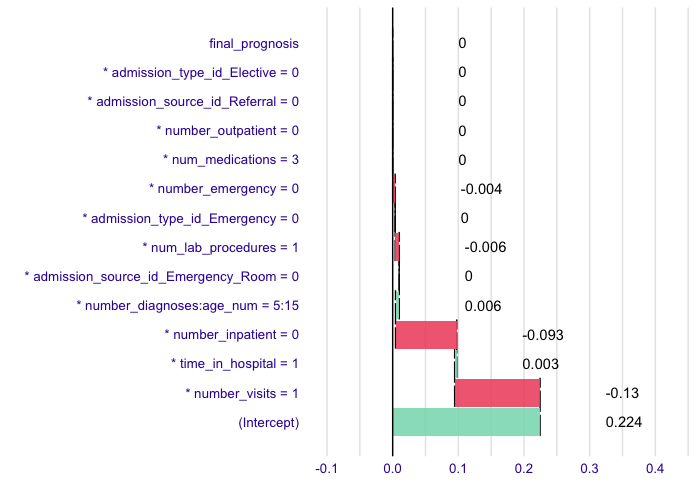 final_prognosis 0
* admission_type_id_Elective = 0 0
* admission_source_id_Referral = 0 0
* number_outpatient = 0 0
* num_medications = 3 0
* number_emergency = 0 -0.004
* admission_type_id_Emergency = 0 0
* num_lab_procedures = 1 -0.006
* admission_source_id_Emergency_Room = 0 0
* number_diagnoses:age_num = 5:15 0.006
* number_inpatient = 0 -0.093
* time_in_hospital = 1 0.003
* number_visits = 1 -0.13
(Intercept) 0.224
-0.1 0.0 0.1 0.2 0.3 0.4